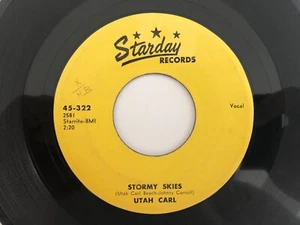 Starday
RECORDS
45-322
2581
Starrite-BMI
2:20
Vocal
STORMY SKIES
(Utah Carl Beach-Johnny Carroll)
UTAH CARL